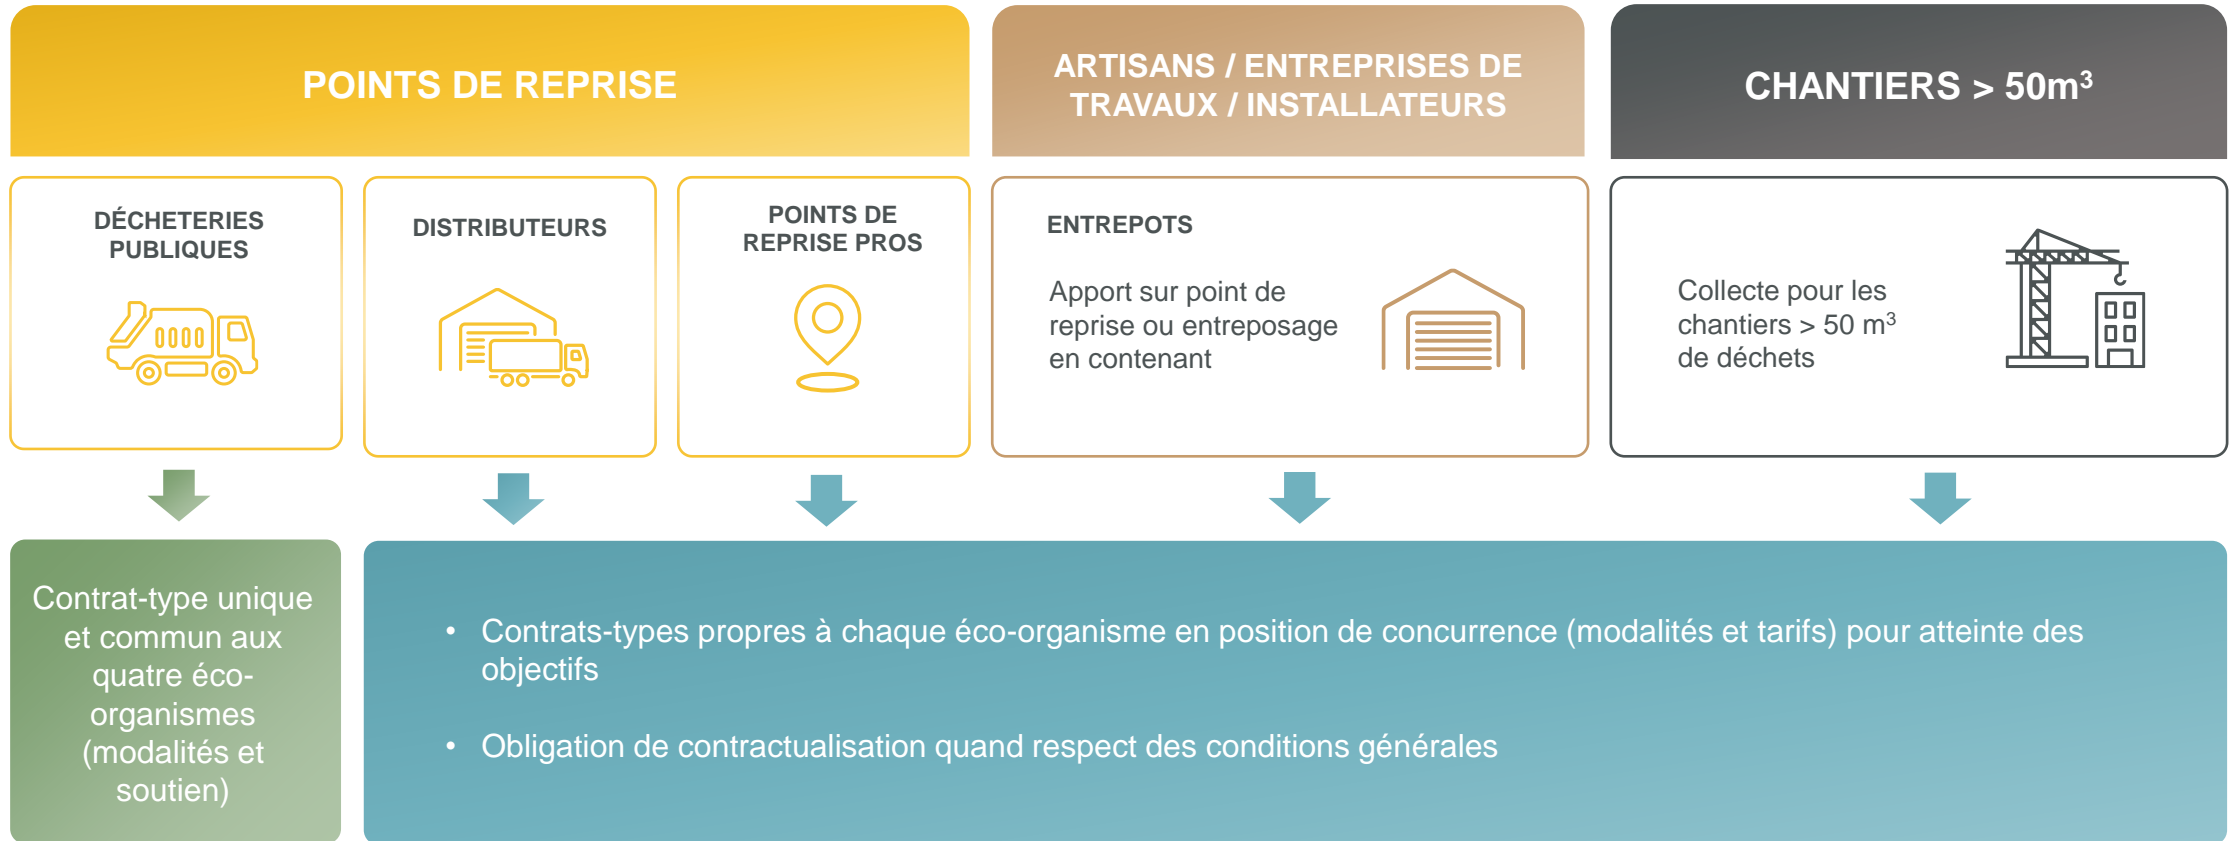 POINTS DE REPRISE
ARTISANS / ENTREPRISES DE
TRAVAUX / INSTALLATEURS
CHANTIERS > 50m³
DÉCHETERIES
PUBLIQUES
DISTRIBUTEURS
POINTS DE
REPRISE PROS
ENTREPOTS
Apport sur point de
reprise ou entreposage
en contenant
Collecte pour les
chantiers > 50 m³
de déchets
Contrat-type unique
et commun aux
quatre éco-
organismes
(modalités et
soutien)
• Contrats-types propres à chaque éco-organisme en position de concurrence (modalités et tarifs) pour atteinte des
objectifs
• Obligation de contractualisation quand respect des conditions générales